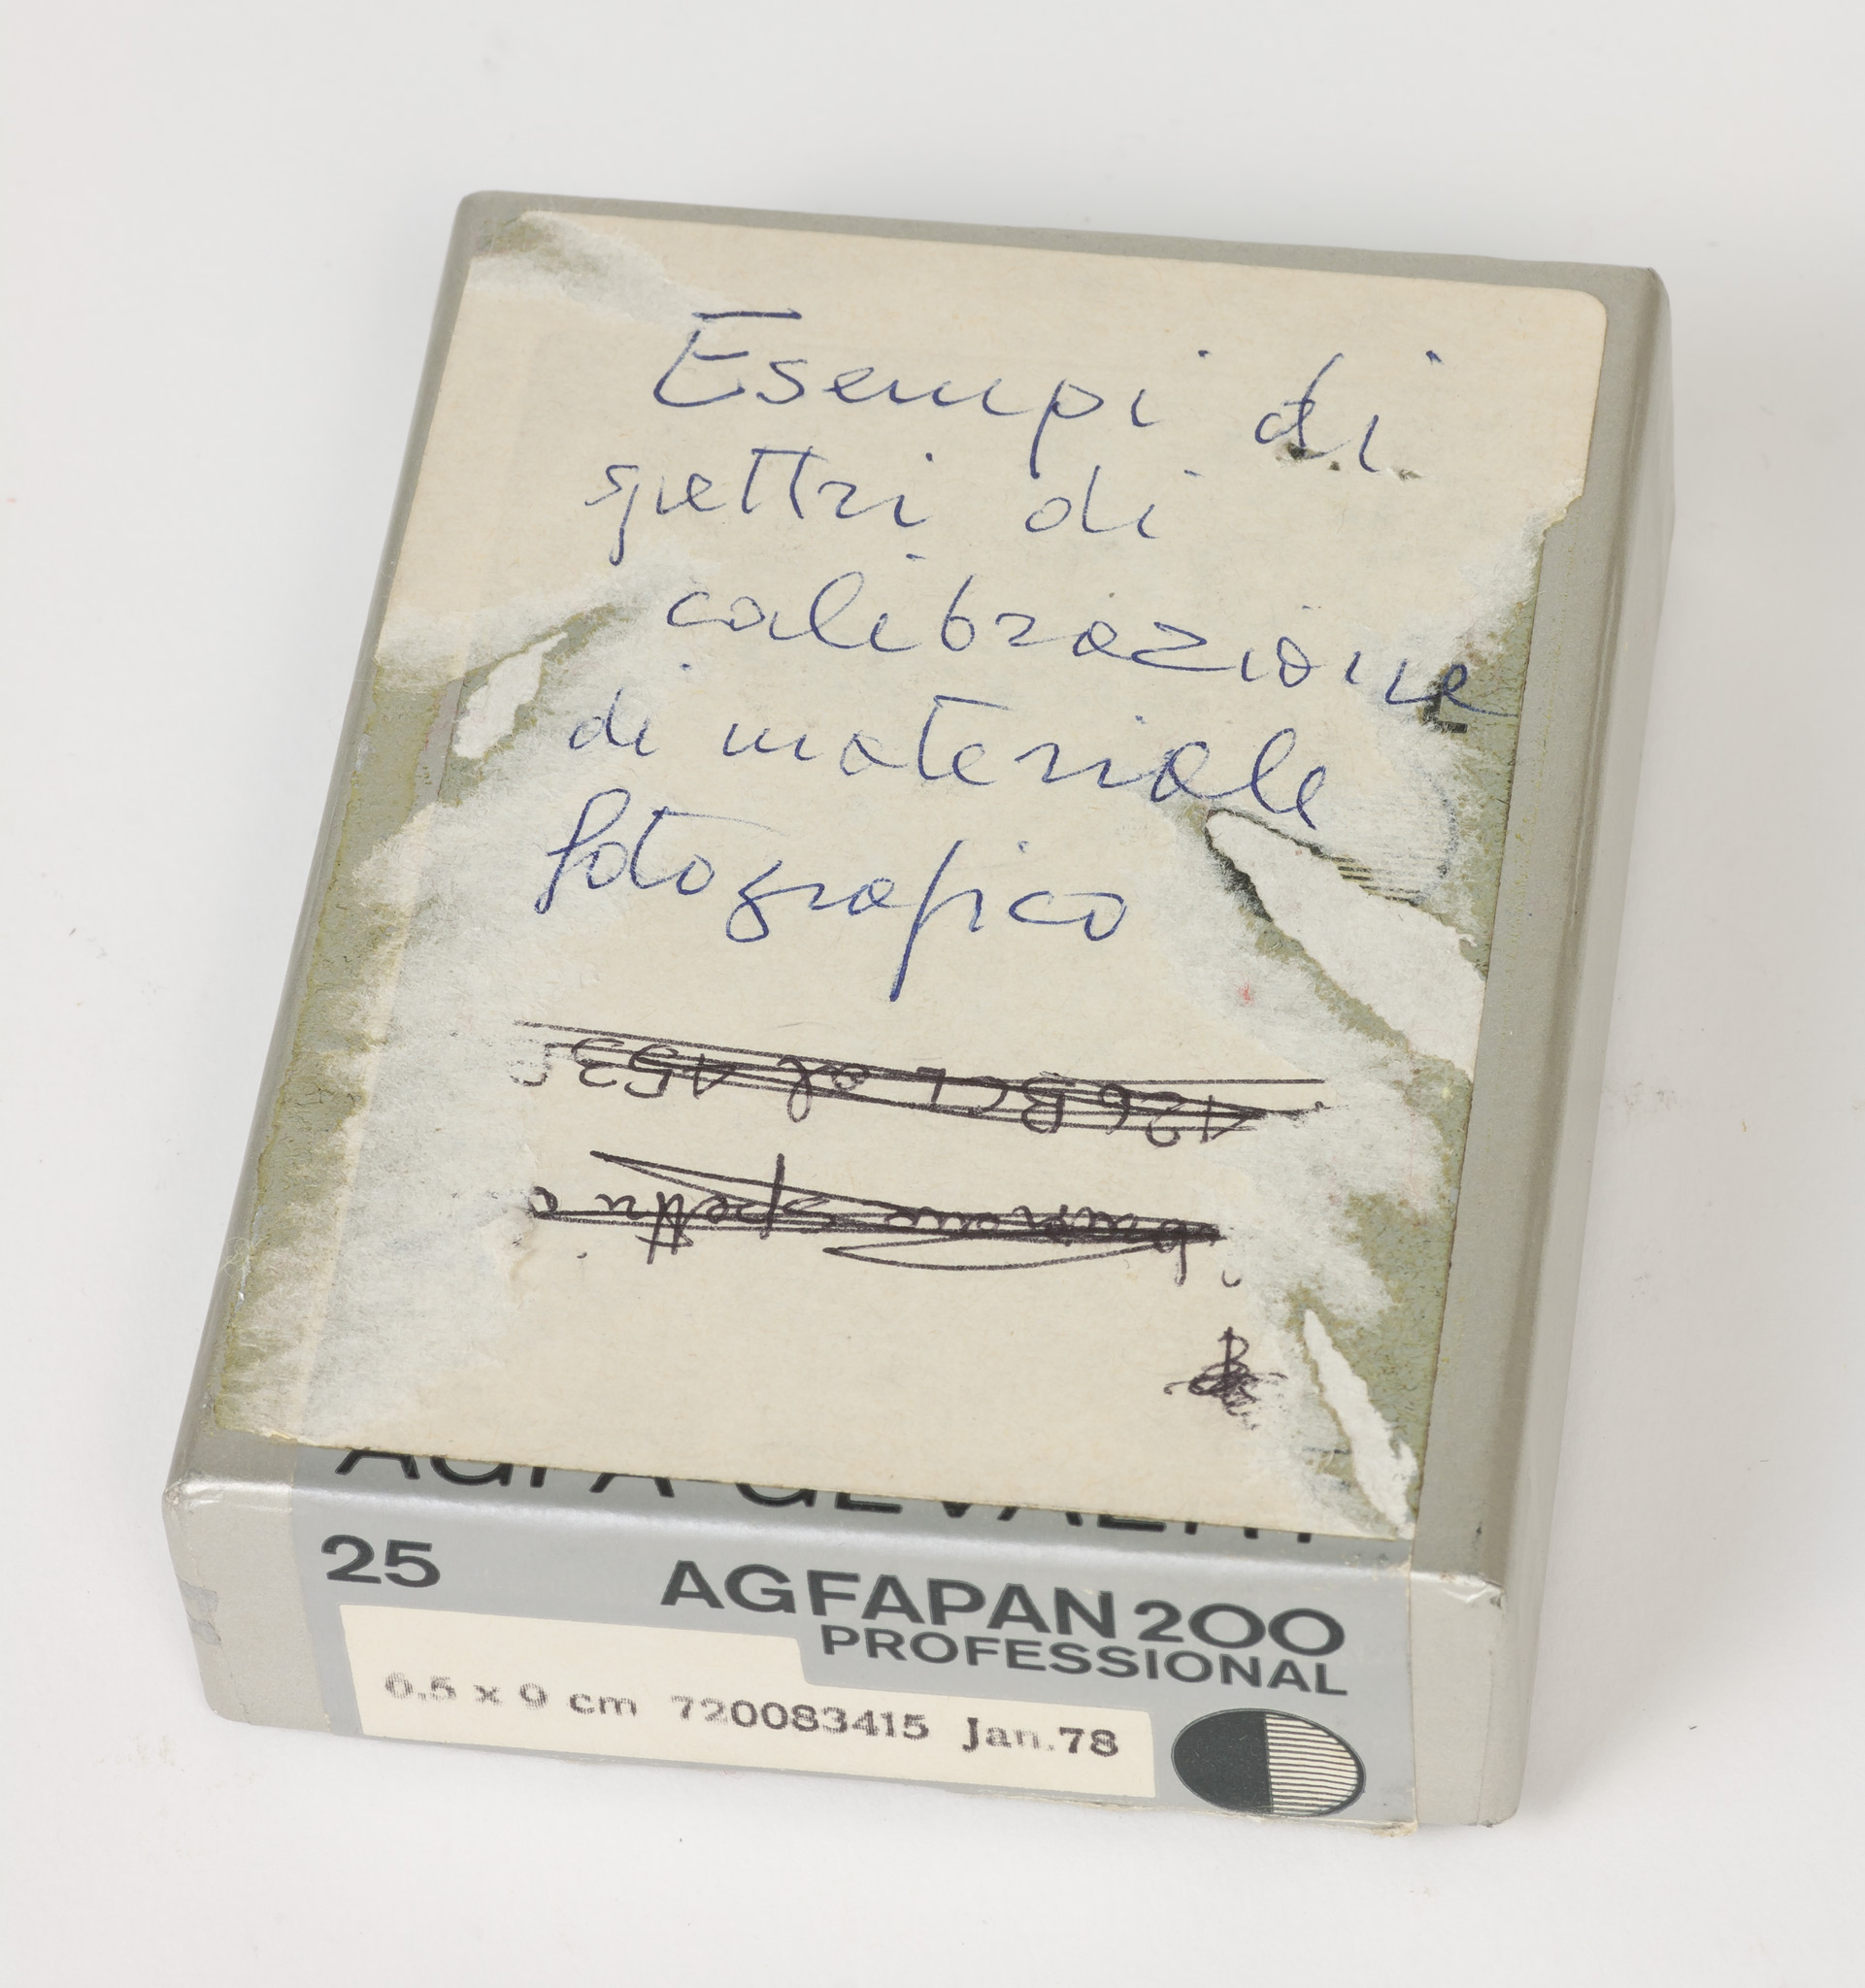 Esempi di
spettri di
calibrazione
di materiale
fotografico
AGFA-GEVAERT
25 AGFAPAN 200
PROFESSIONAL
6,5 x 9 cm 720083415 Jan.78